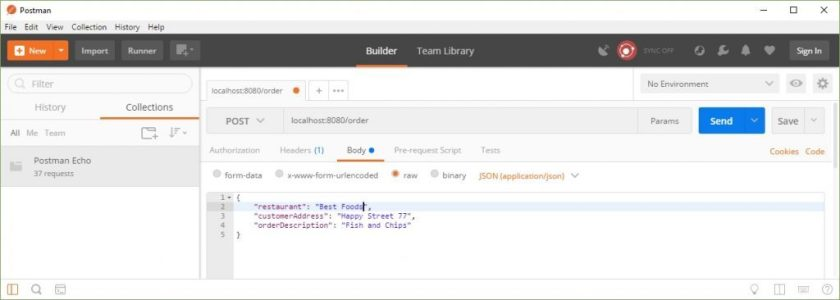 Postman
File Edit View Collection History Help
New Import Runner Builder Team Library SYNC OFF Sign In
Filter
History Collections
All Me Team
Postman Echo
37 requests
localhost:8080/order + ••• No Environment
POST localhost:8080/order Params Send Save
Authorization Headers (1) Body Pre-request Script Tests Cookies Code
form-data x-www-form-urlencoded raw binary JSON (application/json)
1 {
2 "restaurant": "Best Foods",
3 "customerAddress": "Happy Street 77",
4 "orderDescription": "Fish and Chips"
5 }